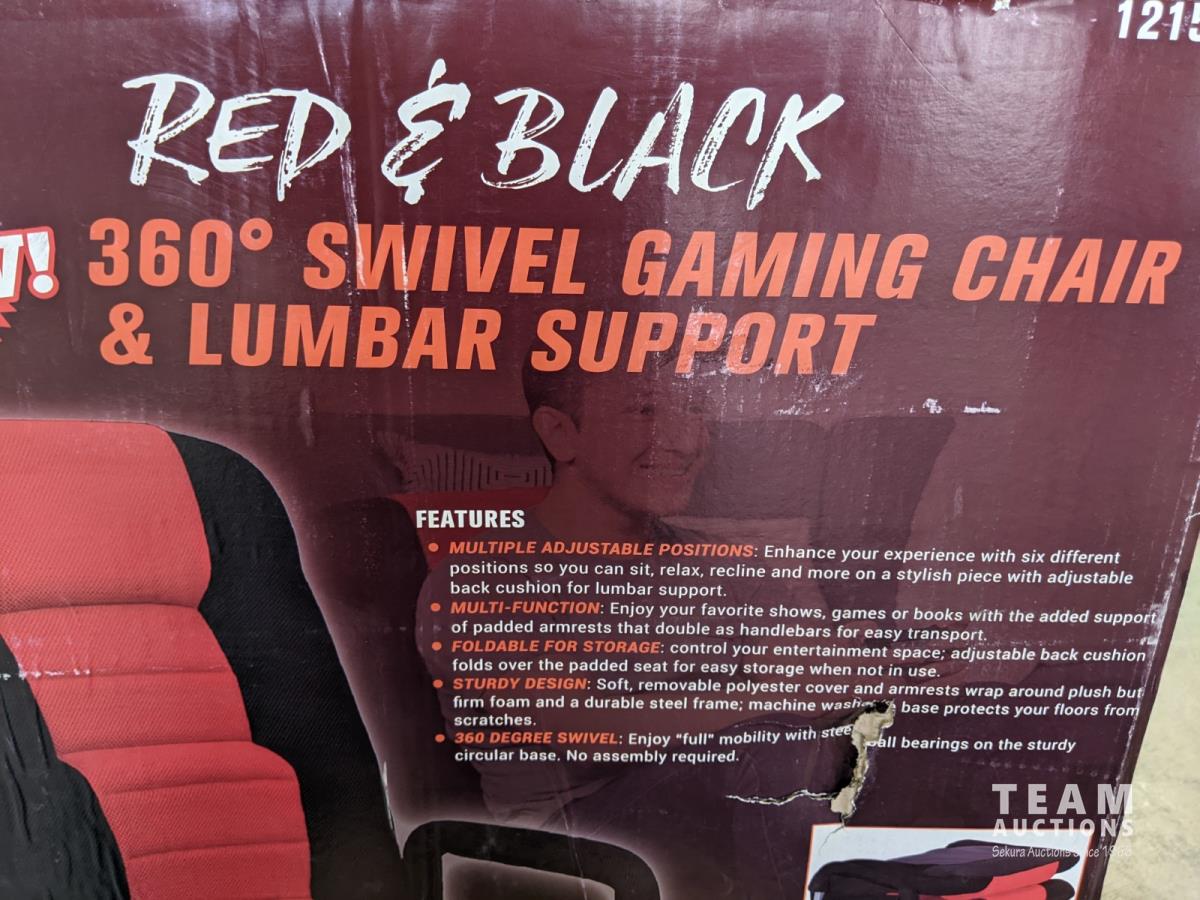 1215
RED & BLACK
360° SWIVEL GAMING CHAIR
& LUMBAR SUPPORT
FEATURES
• MULTIPLE ADJUSTABLE POSITIONS: Enhance your experience with six different
positions so you can sit, relax, recline and more on a stylish piece with adjustable
back cushion for lumbar support.
• MULTI-FUNCTION: Enjoy your favorite shows, games or books with the added support
of padded armrests that double as handlebars for easy transport.
• FOLDABLE FOR STORAGE: control your entertainment space; adjustable back cushion
folds over the padded seat for easy storage when not in use.
• STURDY DESIGN: Soft, removable polyester cover and armrests wrap around plush but
firm foam and a durable steel frame; machine base protects your floors from
scratches.
• 360 DEGREE SWIVEL: Enjoy "full" mobility with steel ball bearings on the sturdy
circular base. No assembly required.
TEAM
AUCTIONS
Sekura Auctions Since 1966